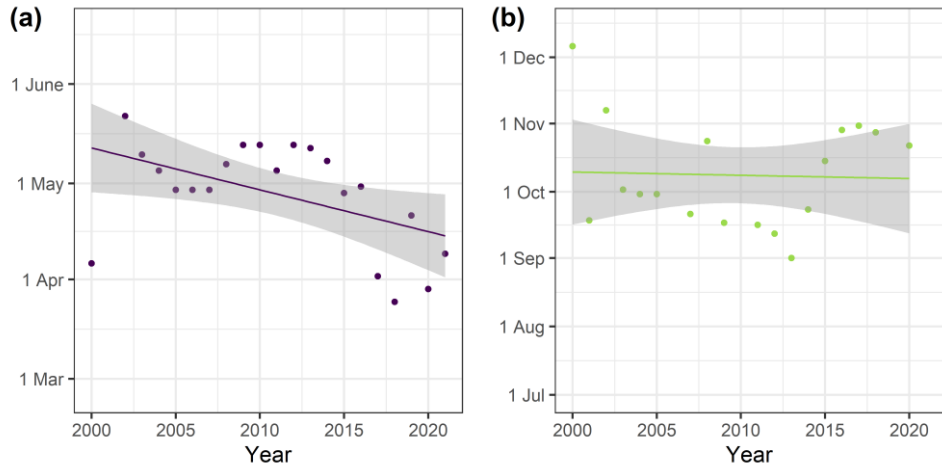 (a)
1 June
1 May
1 Apr
1 Mar
2000 2005 2010 2015 2020
Year
(b)
1 Dec
1 Nov
1 Oct
1 Sep
1 Aug
1 Jul
2000 2005 2010 2015 2020
Year